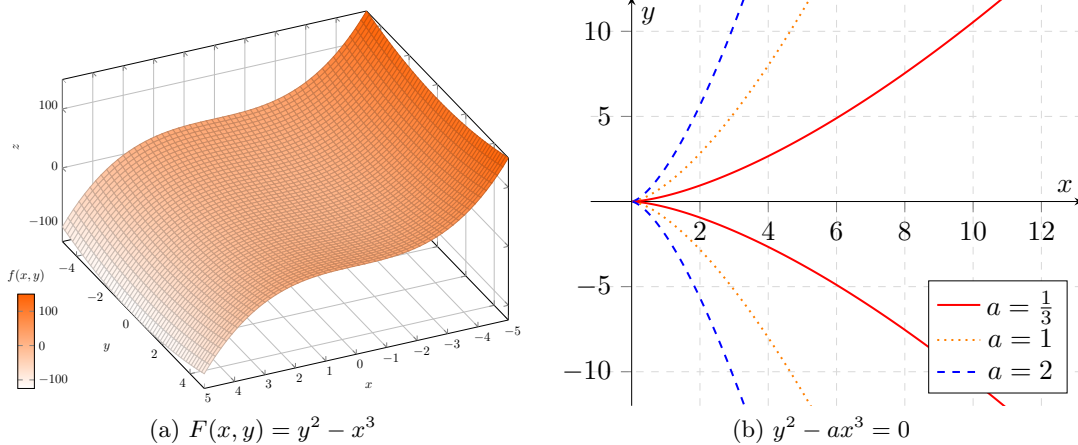 100
0
−100
z
−4
−2
0
2
4
y
5
4
3
2
1
0
−1
−2
−3
−4
−5
x
f(x, y)
100
0
−100
(a) F(x, y) = y² − x³
y
x
10
5
−5
−10
2
4
6
8
10
12
a = 1/3
a = 1
a = 2
(b) y² − ax³ = 0